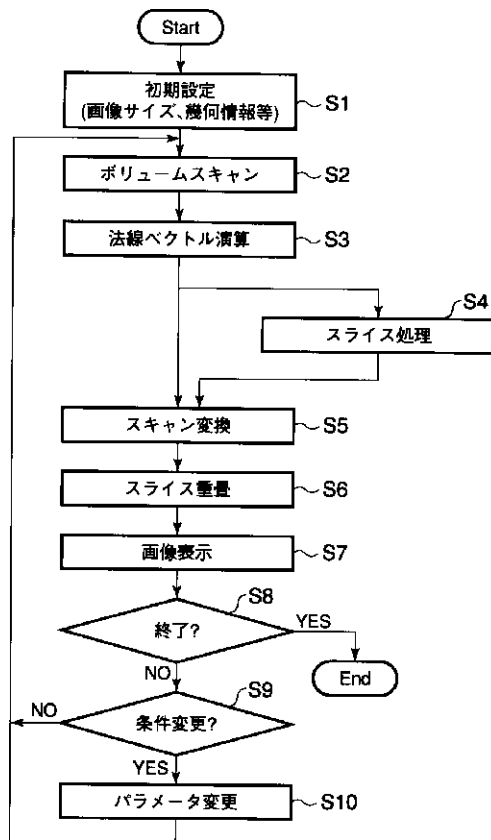 Start
初期設定
(画像サイズ、幾何情報等)
S1
ボリュームスキャン
S2
法線ベクトル演算
S3
S4
スライス処理
スキャン変換
S5
スライス重畳
S6
画像表示
S7
S8
終了?
YES
End
NO
S9
条件変更?
NO
YES
パラメータ変更
S10